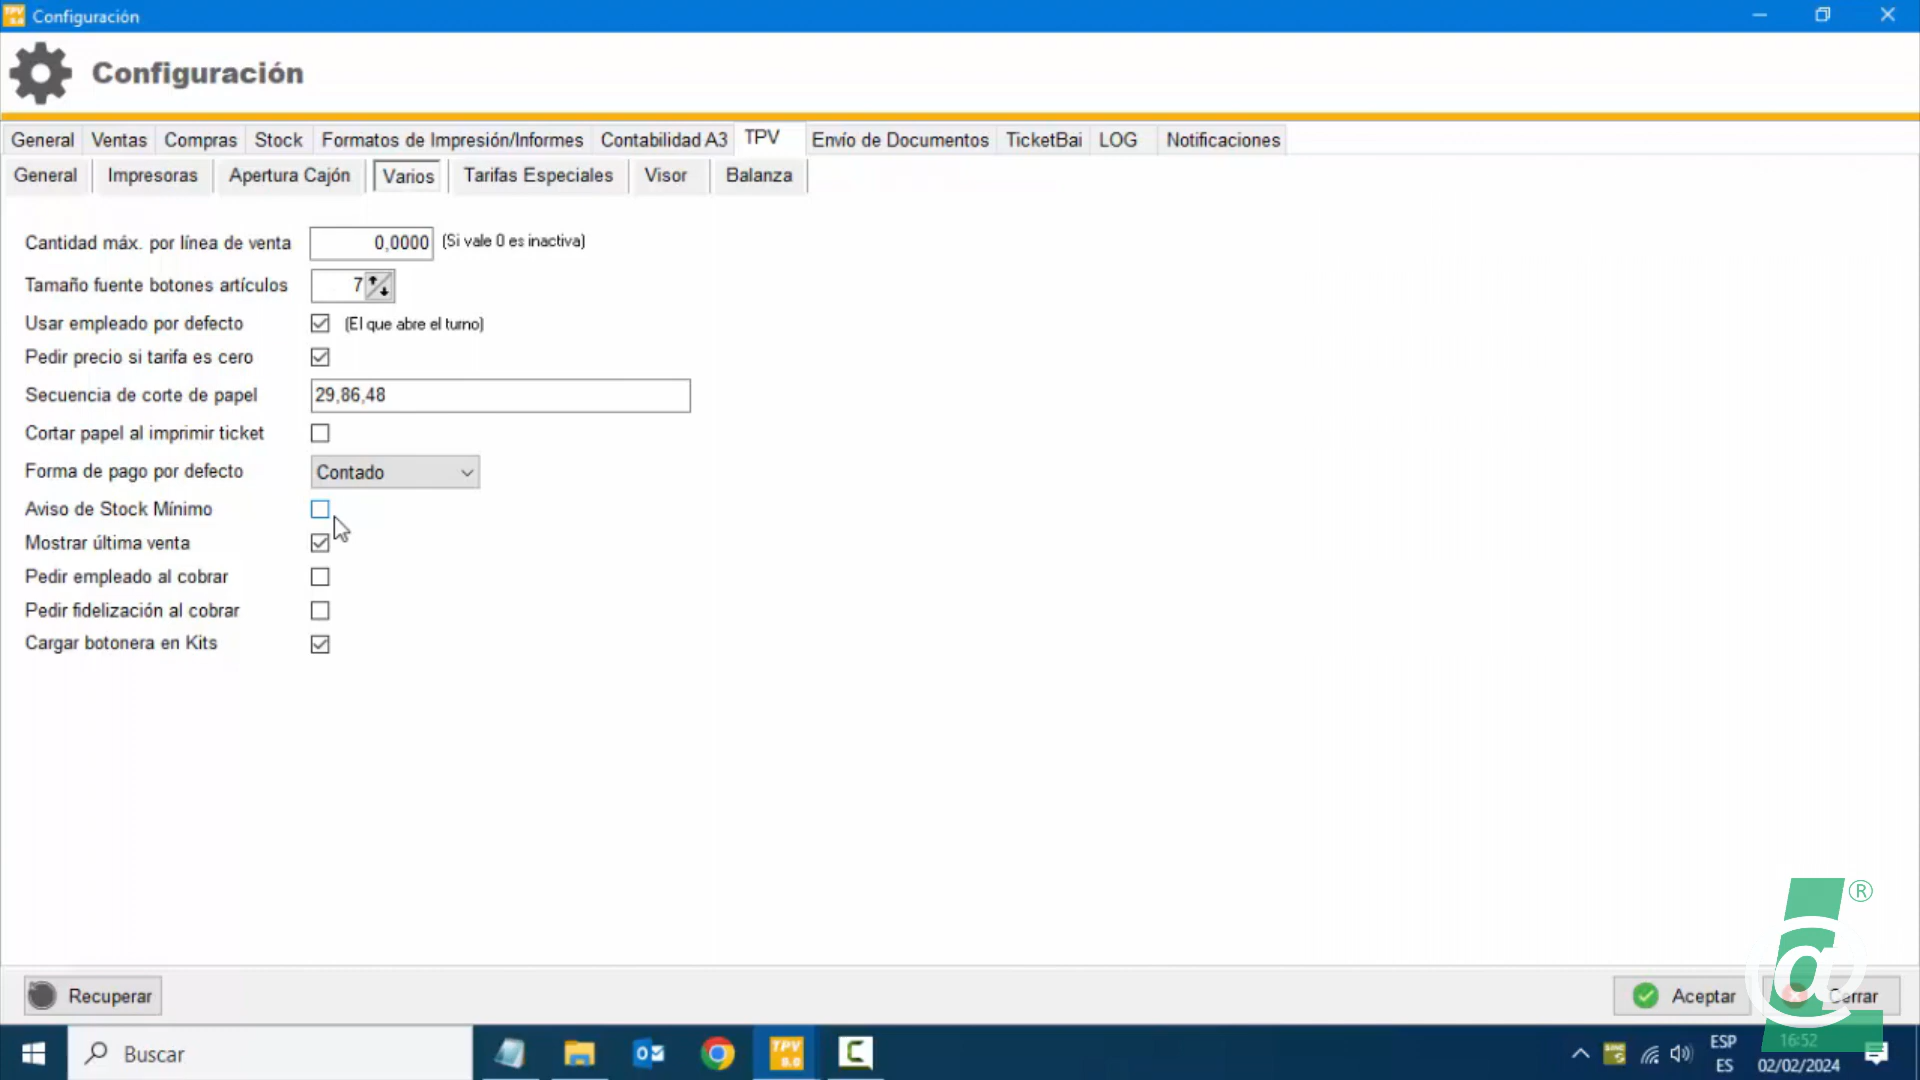 Configuración
Configuración
General Ventas Compras Stock Formatos de Impresión/Informes Contabilidad A3 TPV Envío de Documentos TicketBai LOG Notificaciones
General Impresoras Apertura Cajón Varios Tarifas Especiales Visor Balanza
Cantidad máx. por línea de venta 0,0000 (Si vale 0 es inactiva)
Tamaño fuente botones artículos 7
Usar empleado por defecto (El que abre el turno)
Pedir precio si tarifa es cero
Secuencia de corte de papel 29,86,48
Cortar papel al imprimir ticket
Forma de pago por defecto Contado
Aviso de Stock Mínimo
Mostrar última venta
Pedir empleado al cobrar
Pedir fidelización al cobrar
Cargar botonera en Kits
®
@
Recuperar Aceptar Cerrar
Buscar TPV 8.0 ESP 16:52
ES 02/02/2024